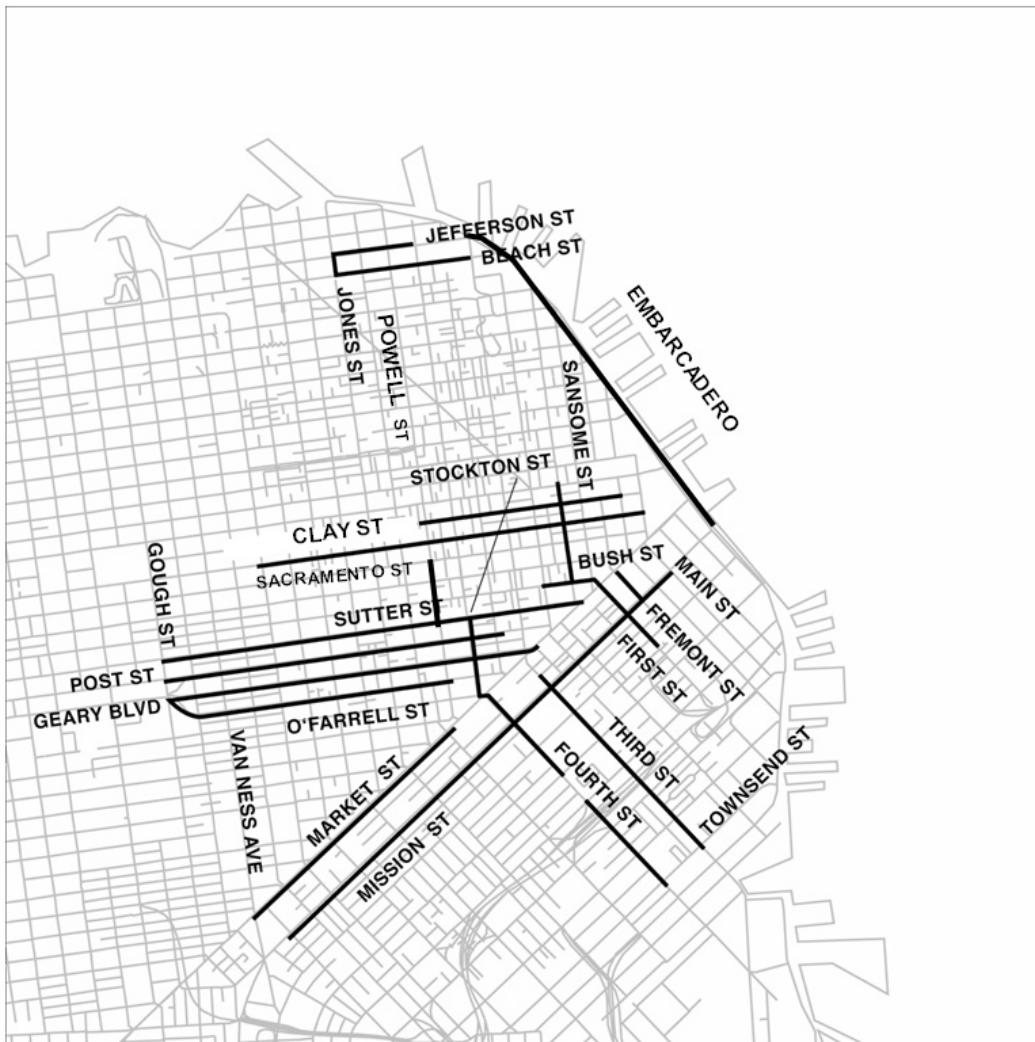 JEFFERSON ST
BEACH ST
JONES ST
POWELL ST
EMBARCADERO
SANSOME ST
STOCKTON ST
CLAY ST
GOUGH ST
SACRAMENTO ST
BUSH ST
MAIN ST
SUTTER ST
FREMONT ST
FIRST ST
POST ST
GEARY BLVD
O'FARRELL ST
VAN NESS AVE
MARKET ST
MISSION ST
THIRD ST
FOURTH ST
TOWNSEND ST